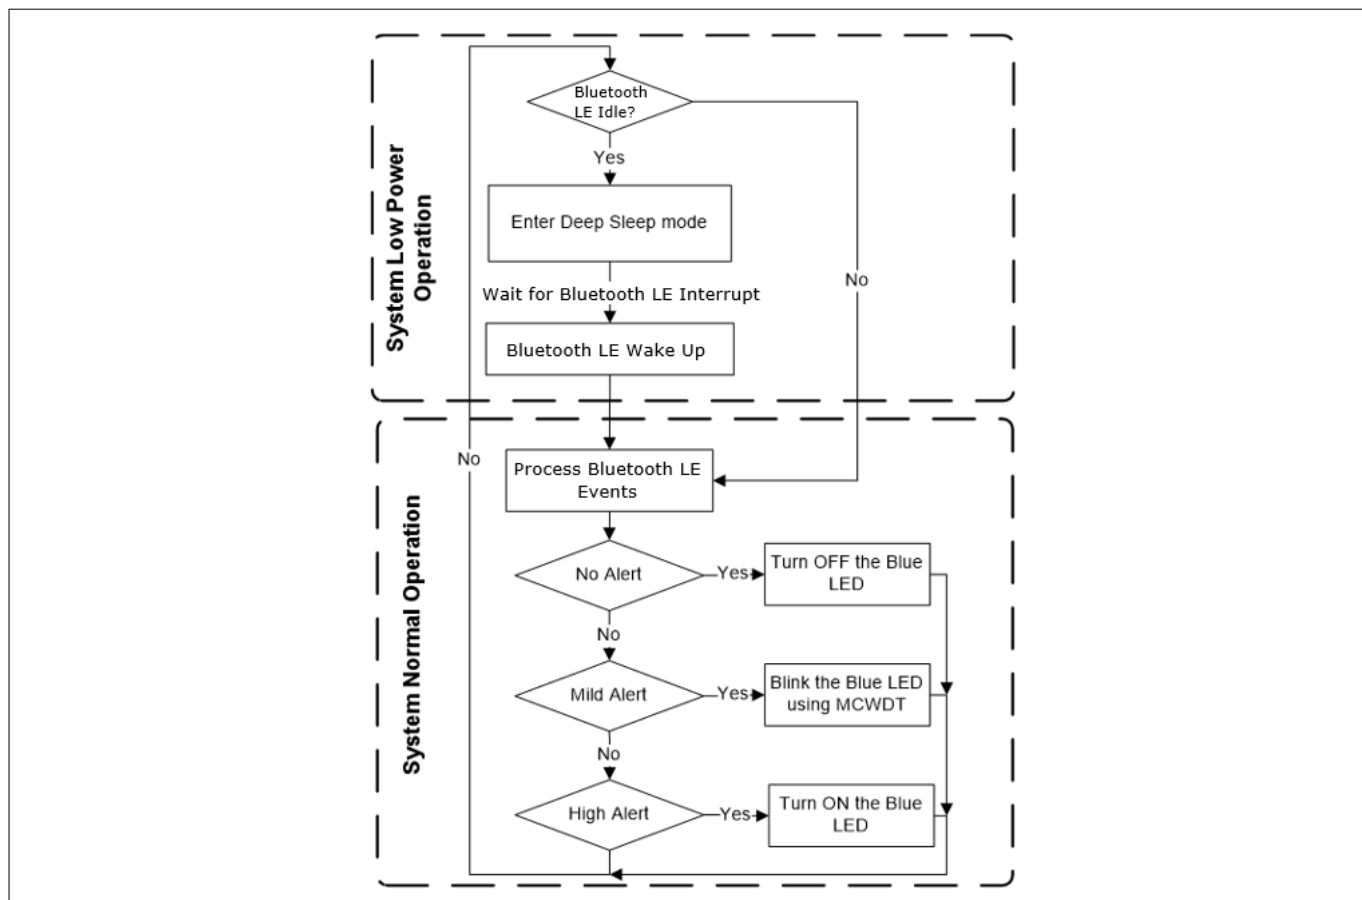 Bluetooth
LE Idle?
Yes
Enter Deep Sleep mode
Wait for Bluetooth LE Interrupt
Bluetooth LE Wake Up
No
System Low Power
Operation
No
Process Bluetooth LE
Events
No Alert
Yes
Turn OFF the Blue
LED
No
Mild Alert
Yes
Blink the Blue LED
using MCWDT
No
High Alert
Yes
Turn ON the Blue
LED
System Normal Operation